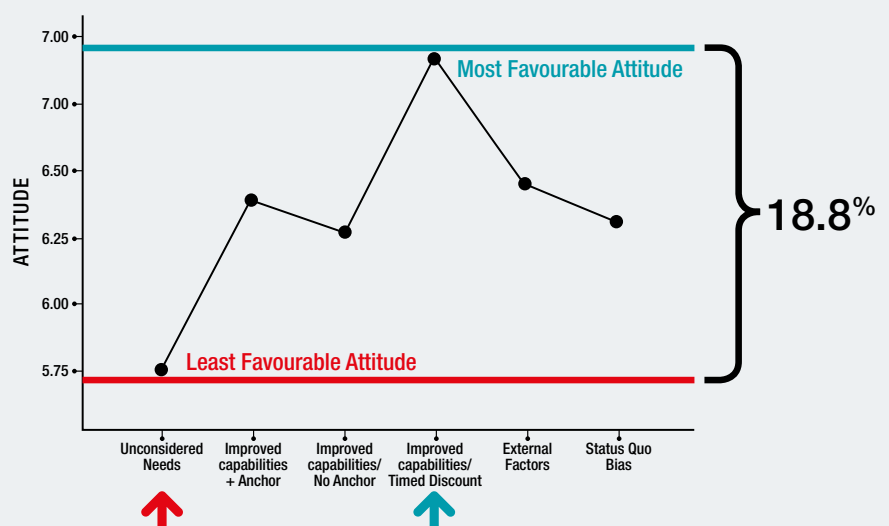 7.00
Most Favourable Attitude
7.00
6.50
ATTITUDE
18.8%
6.25
6.00
Least Favourable Attitude
5.75
Unconsidered
Needs
Improved
capabilities
+ Anchor
Improved
capabilities/
No Anchor
Improved
capabilities/
Timed Discount
External
Factors
Status Quo
Bias